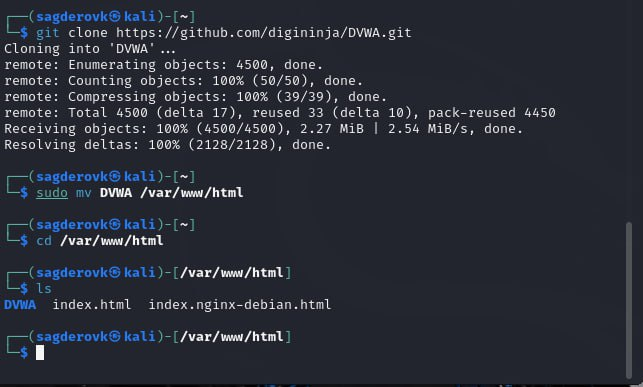 ┌──(sagderovk㉿kali)-[~]
└─$ git clone https://github.com/digininja/DVWA.git
Cloning into 'DVWA'...
remote: Enumerating objects: 4500, done.
remote: Counting objects: 100% (50/50), done.
remote: Compressing objects: 100% (39/39), done.
remote: Total 4500 (delta 17), reused 33 (delta 10), pack-reused 4450
Receiving objects: 100% (4500/4500), 2.27 MiB | 2.54 MiB/s, done.
Resolving deltas: 100% (2128/2128), done.
┌──(sagderovk㉿kali)-[~]
└─$ sudo mv DVWA /var/www/html
┌──(sagderovk㉿kali)-[~]
└─$ cd /var/www/html
┌──(sagderovk㉿kali)-[/var/www/html]
└─$ ls
DVWA  index.html  index.nginx-debian.html
┌──(sagderovk㉿kali)-[/var/www/html]
└─$